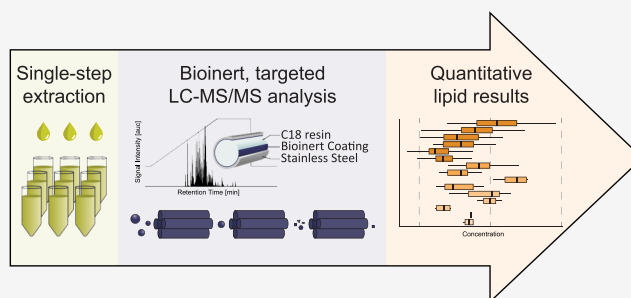 Single-step
extraction
Bioinert, targeted
LC-MS/MS analysis
Quantitative
lipid results
Signal Intensity [auc]
C18 resin
Bioinert Coating
Stainless Steel
Retention Time [min]
Concentration